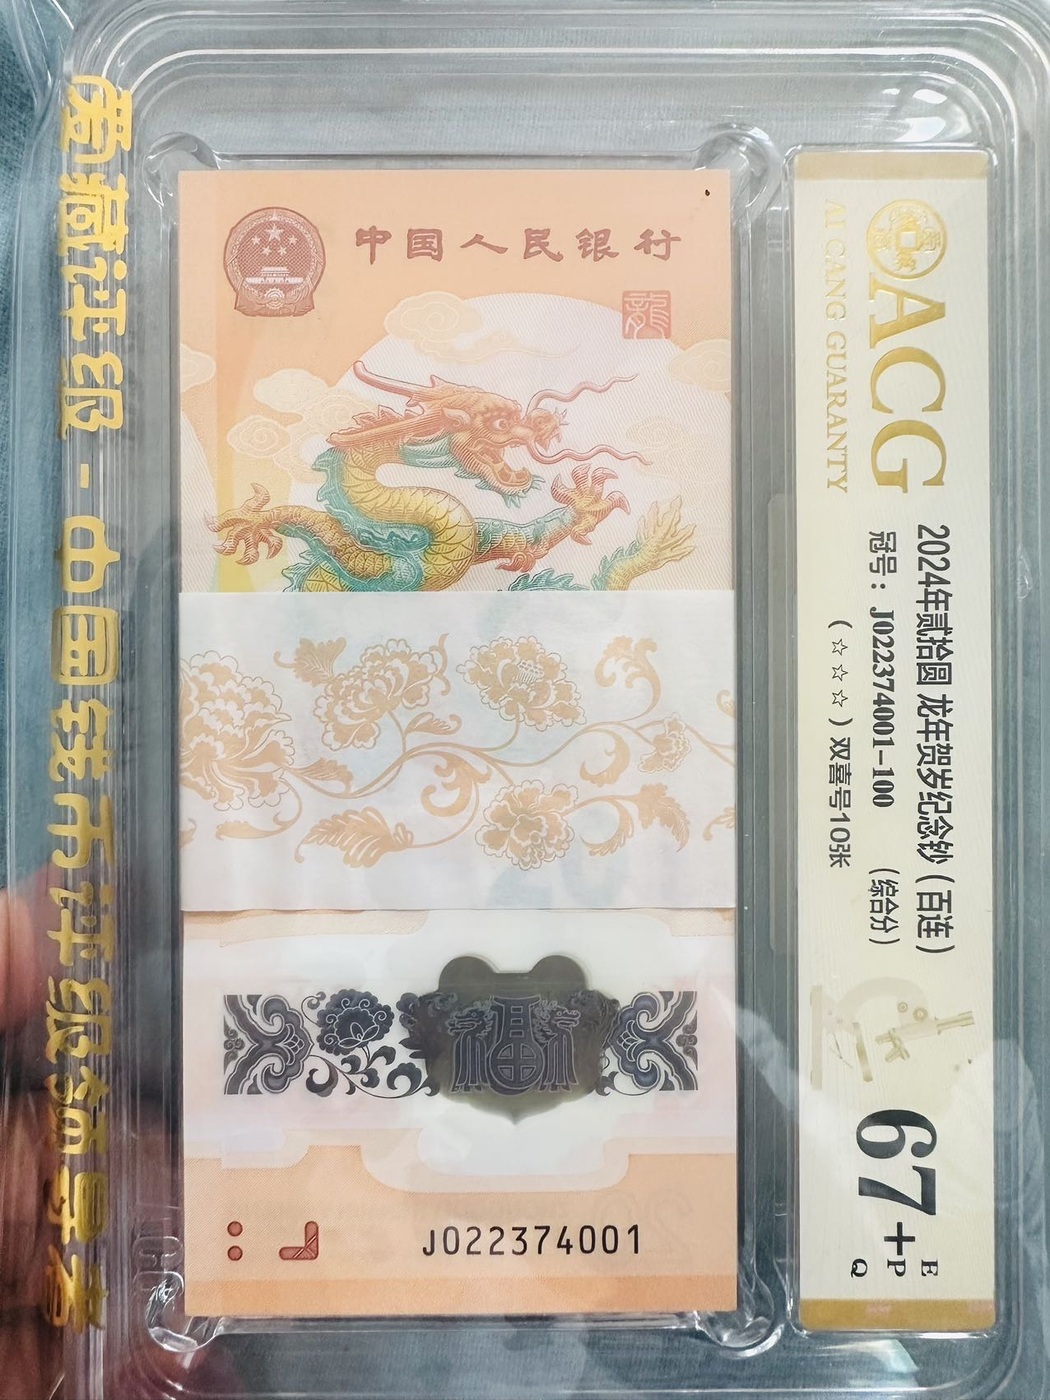 爱藏评级-中国钱币评级领导者
中国人民银行
龍
福
J022374001
ACG
AI CANG GUARANTY
2024年贰拾圆 龙年贺岁纪念钞（百连）
冠号：J022374001-100 （综合分）
（☆☆☆）双喜号10张
67+
E
P
Q